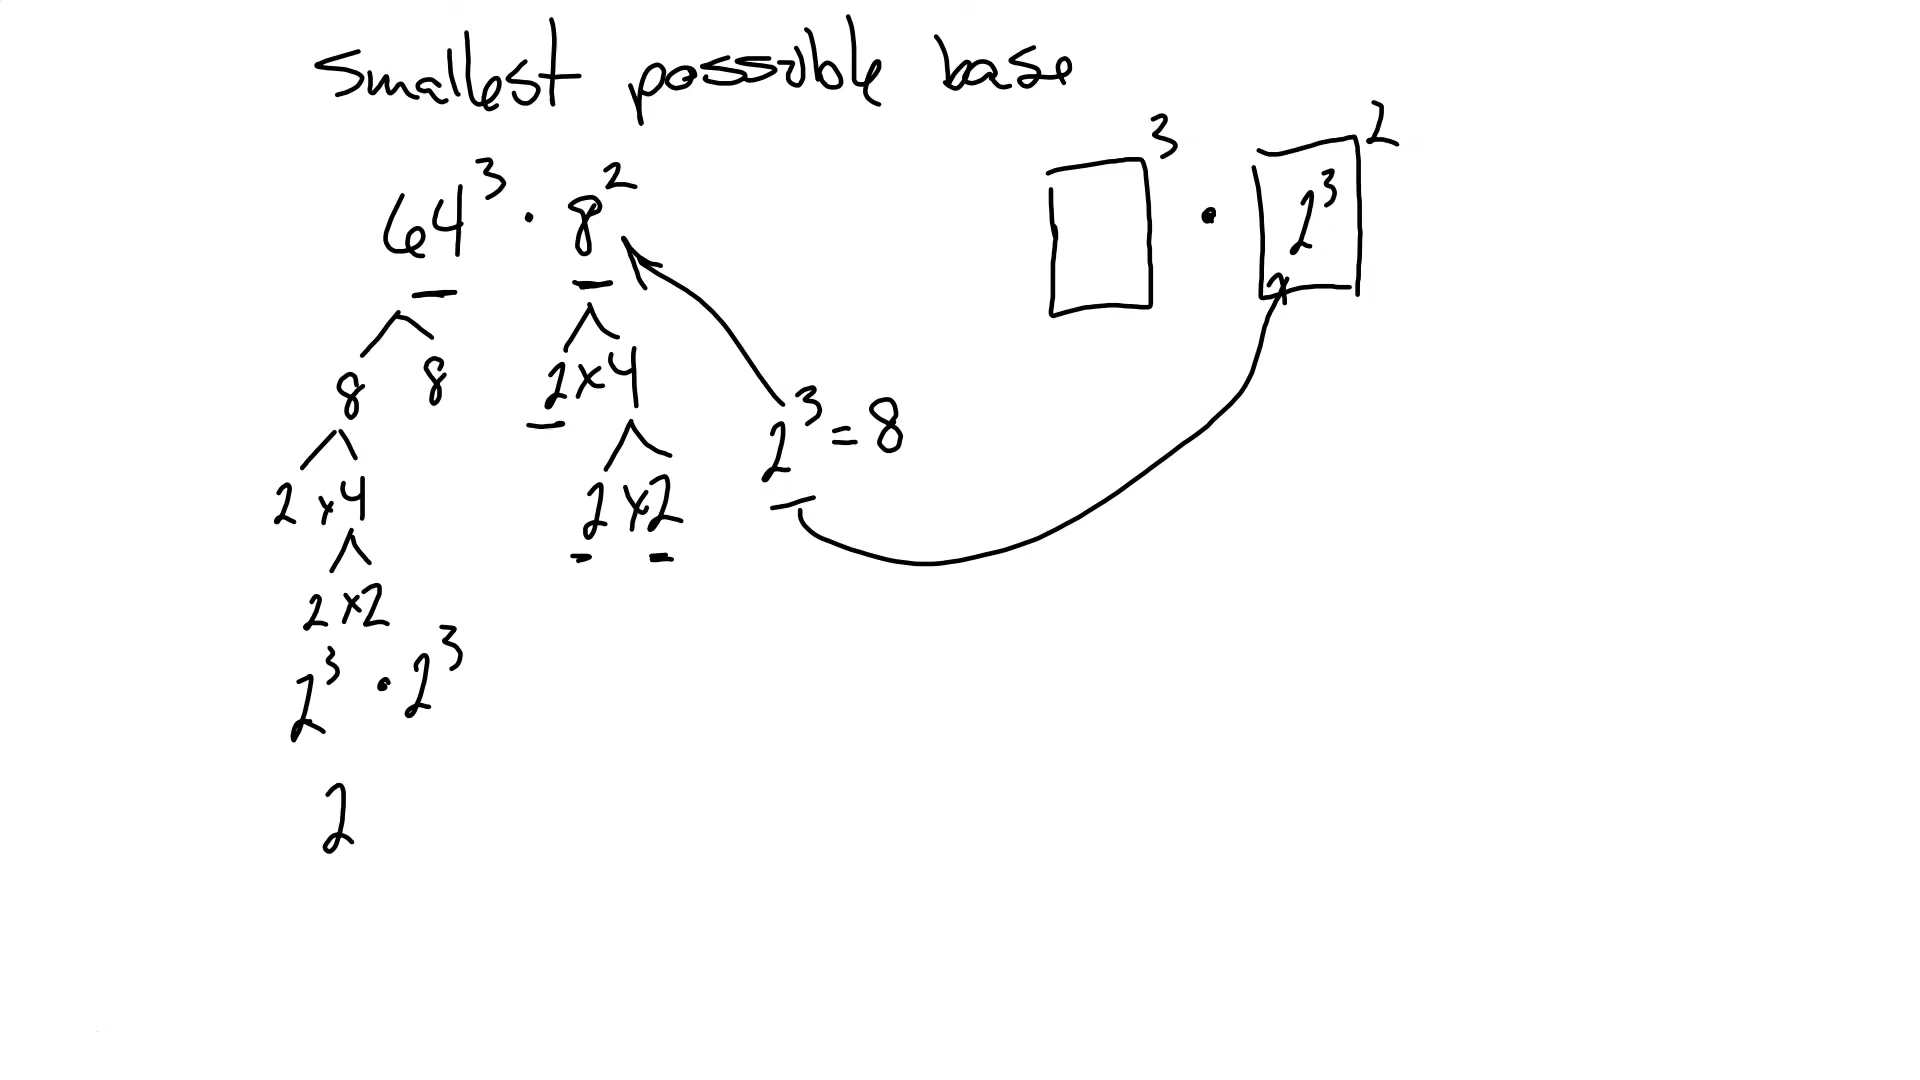 Smallest possible base
64³ · 8²
□³ · [2³]²
8 8
2 x 4
2³ = 8
2 x 4
2 x 2
2 x 2
2³ · 2³
2